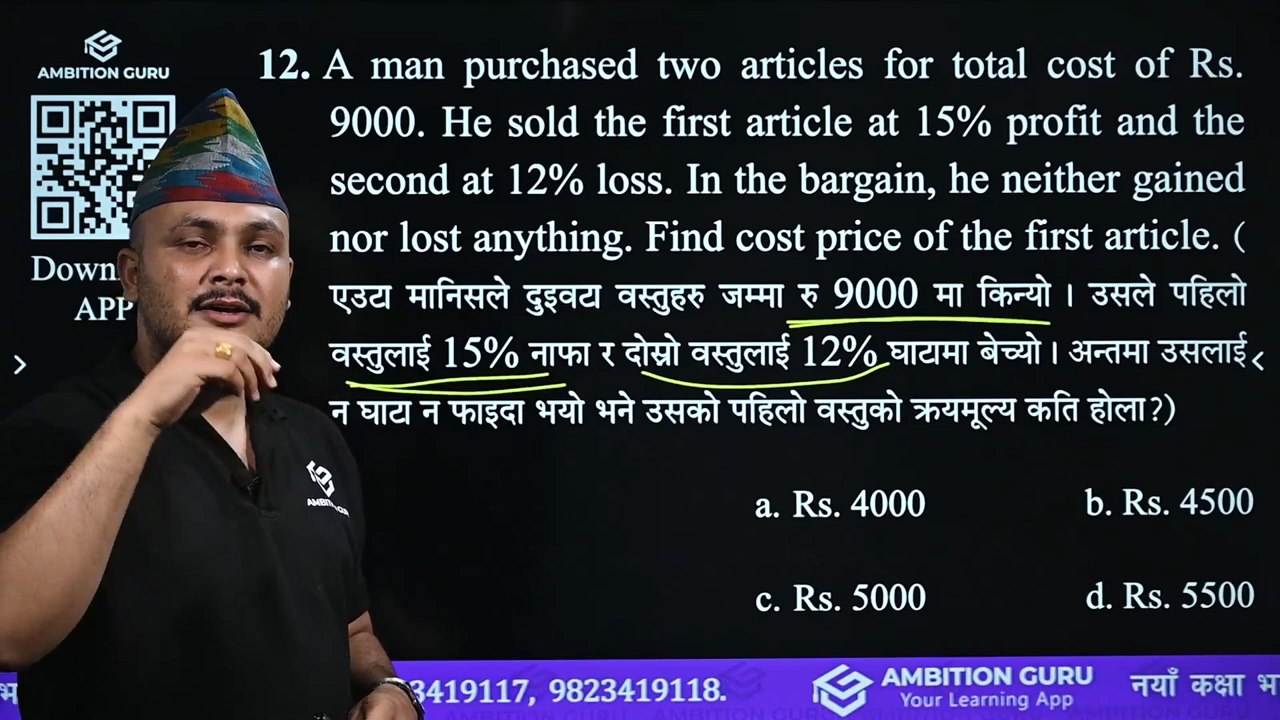 AMBITION GURU
12. A man purchased two articles for total cost of Rs.
9000. He sold the first article at 15% profit and the
second at 12% loss. In the bargain, he neither gained
nor lost anything. Find cost price of the first article. (
एउटा मानिसले दुइवटा वस्तुहरु जम्मा रु 9000 मा किन्यो । उसले पहिलो
वस्तुलाई 15% नाफा र दोस्रो वस्तुलाई 12% घाटामा बेच्यो । अन्तमा उसलाई
न घाटा न फाइदा भयो भने उसको पहिलो वस्तुको क्रयमूल्य कति होला?)
APP
a. Rs. 4000 b. Rs. 4500
c. Rs. 5000 d. Rs. 5500
3419117, 9823419118.
AMBITION GURU
Your Learning App
नयाँ कक्षा